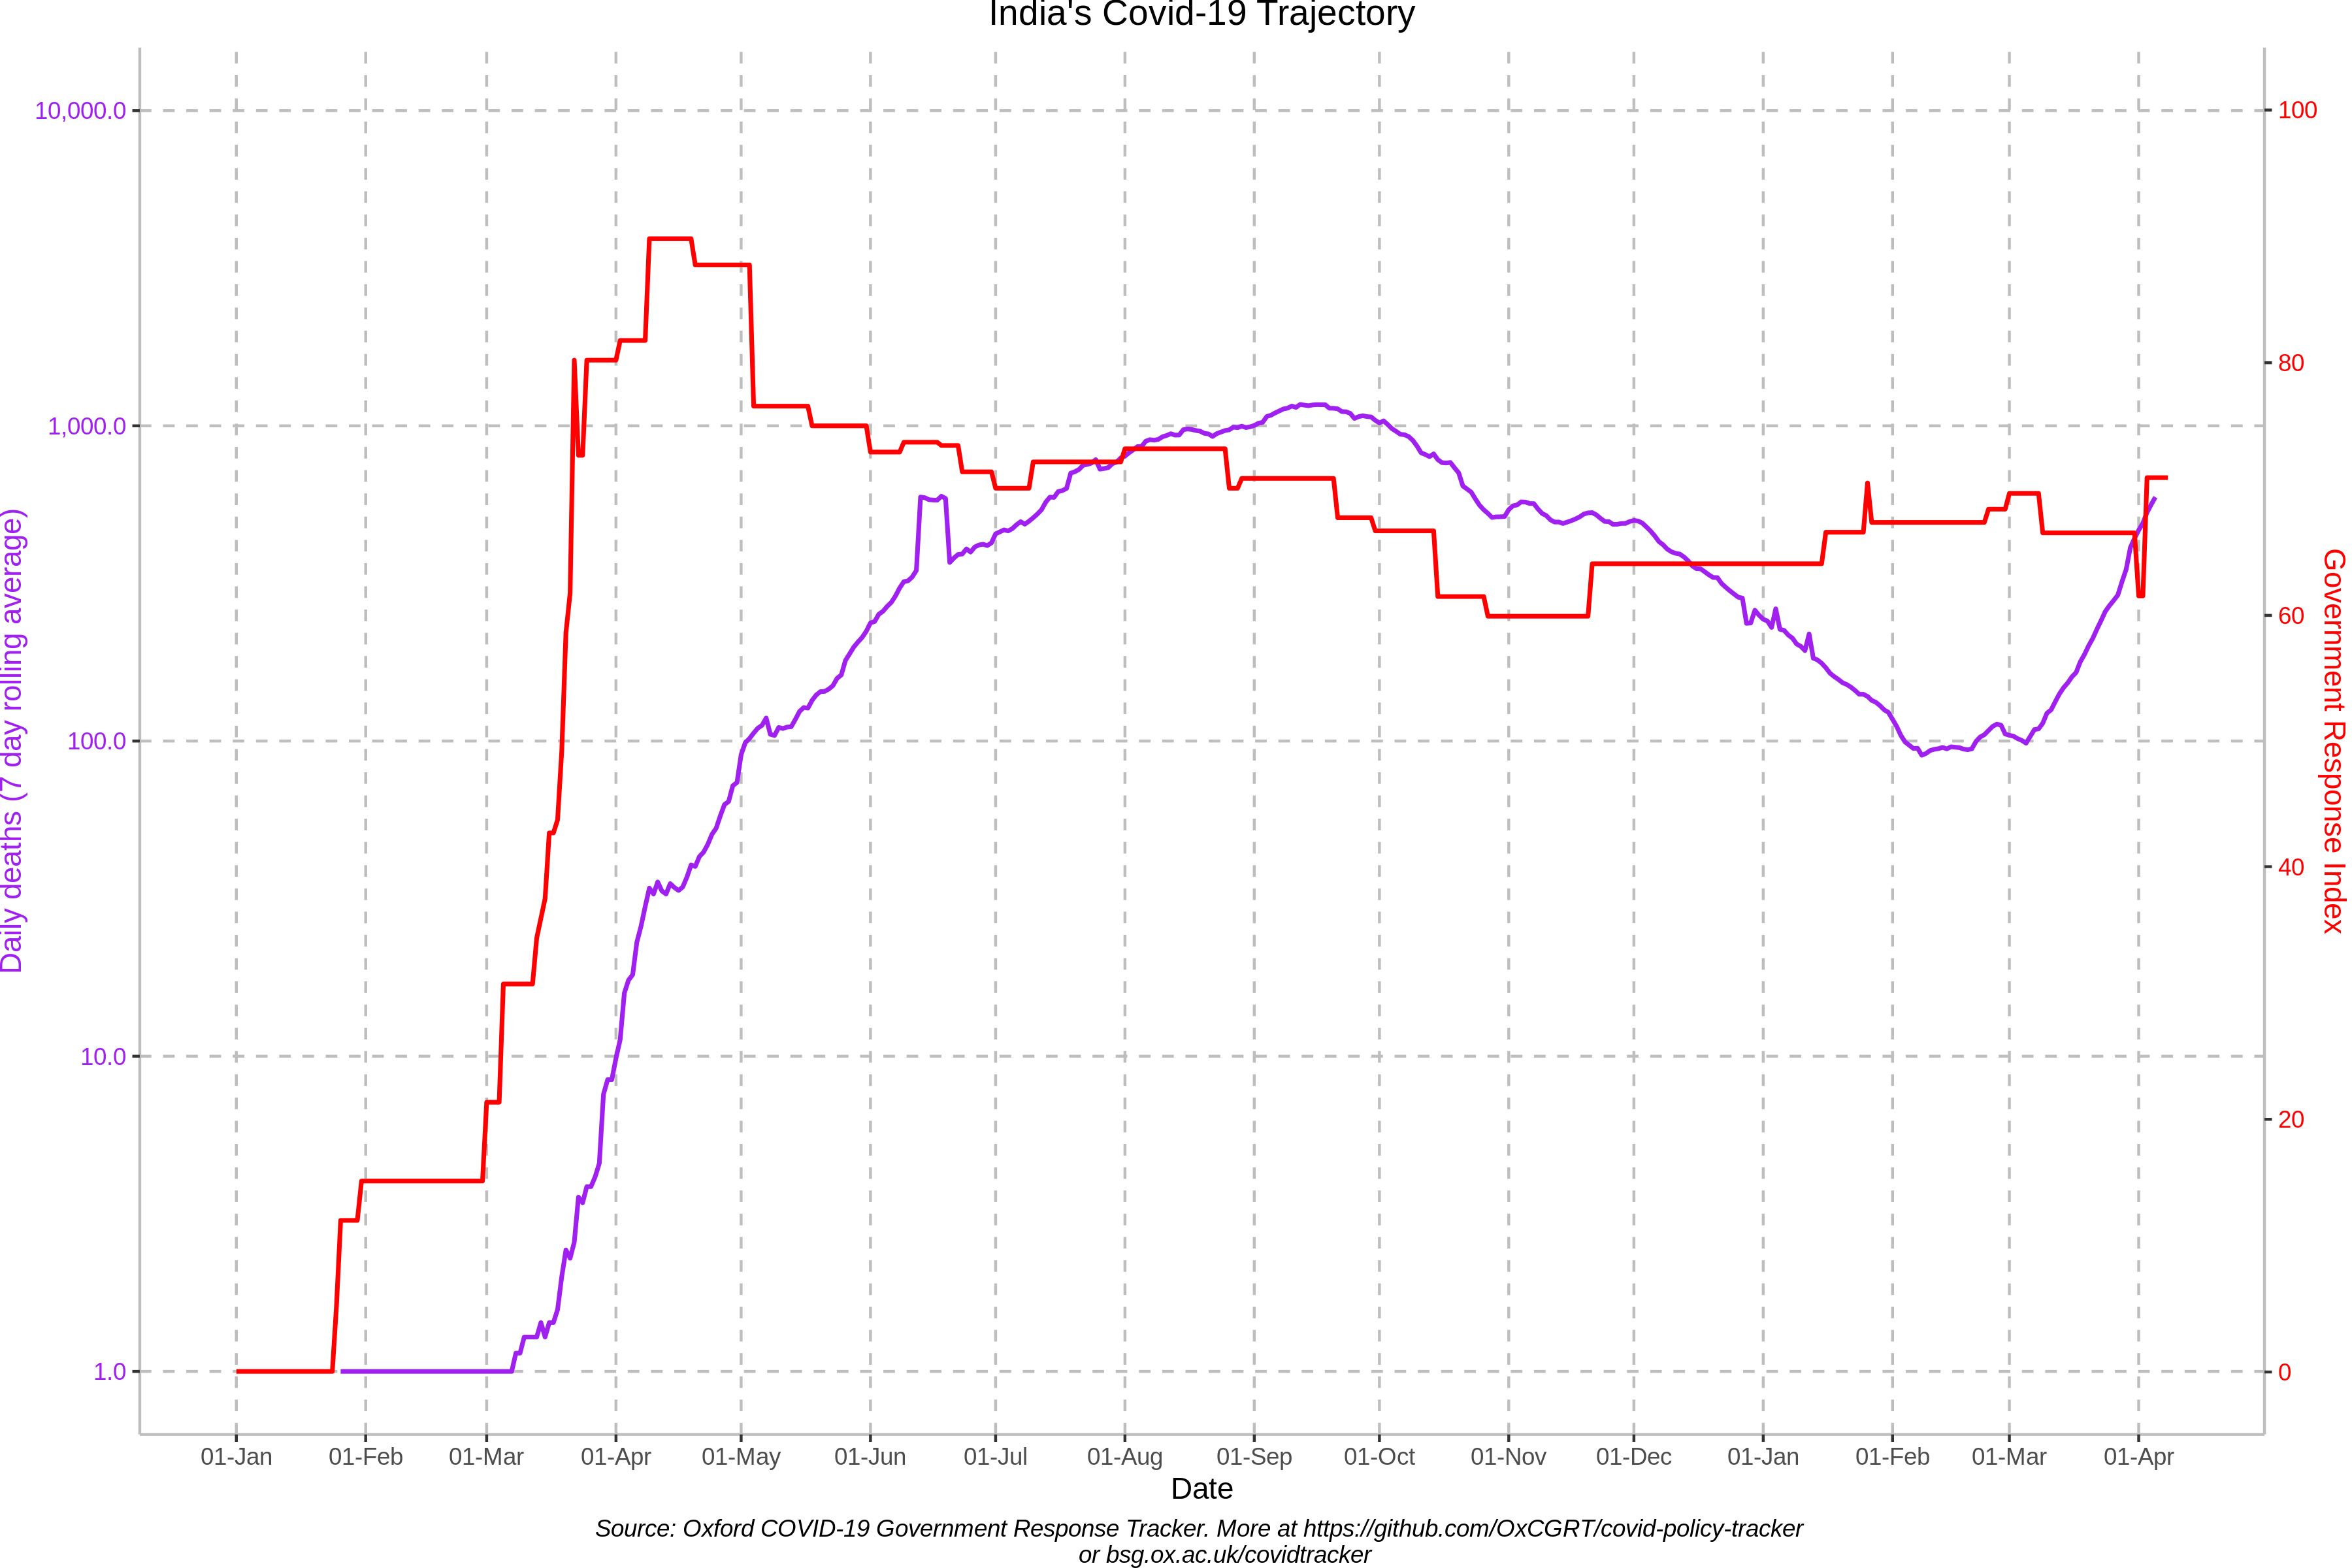 India's Covid-19 Trajectory
10,000.0
1,000.0
100.0
10.0
1.0
Daily deaths (7 day rolling average)
100
80
60
40
20
0
Government Response Index
01-Jan
01-Feb
01-Mar
01-Apr
01-May
01-Jun
01-Jul
01-Aug
01-Sep
01-Oct
01-Nov
01-Dec
01-Jan
01-Feb
01-Mar
01-Apr
Date
Source: Oxford COVID-19 Government Response Tracker. More at https://github.com/OxCGRT/covid-policy-tracker
or bsg.ox.ac.uk/covidtracker